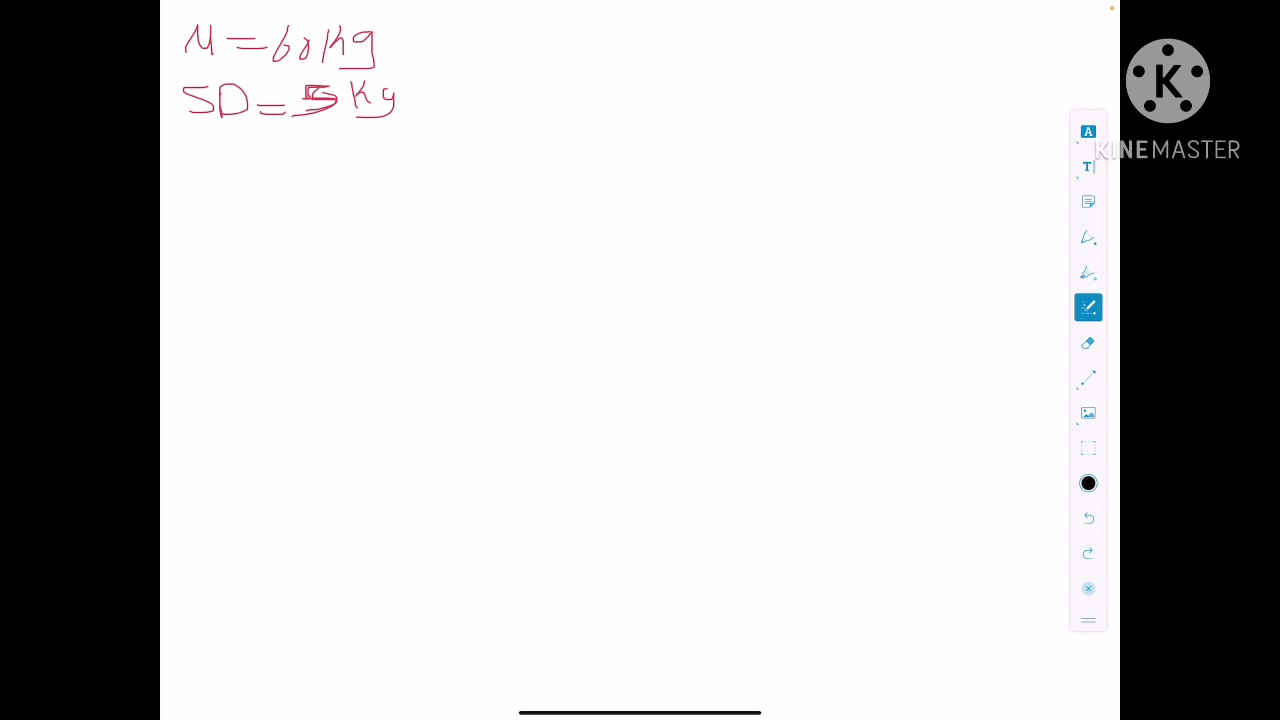 M = 60 Kg
SD = 5 Kg
A
T
K
KINEMASTER